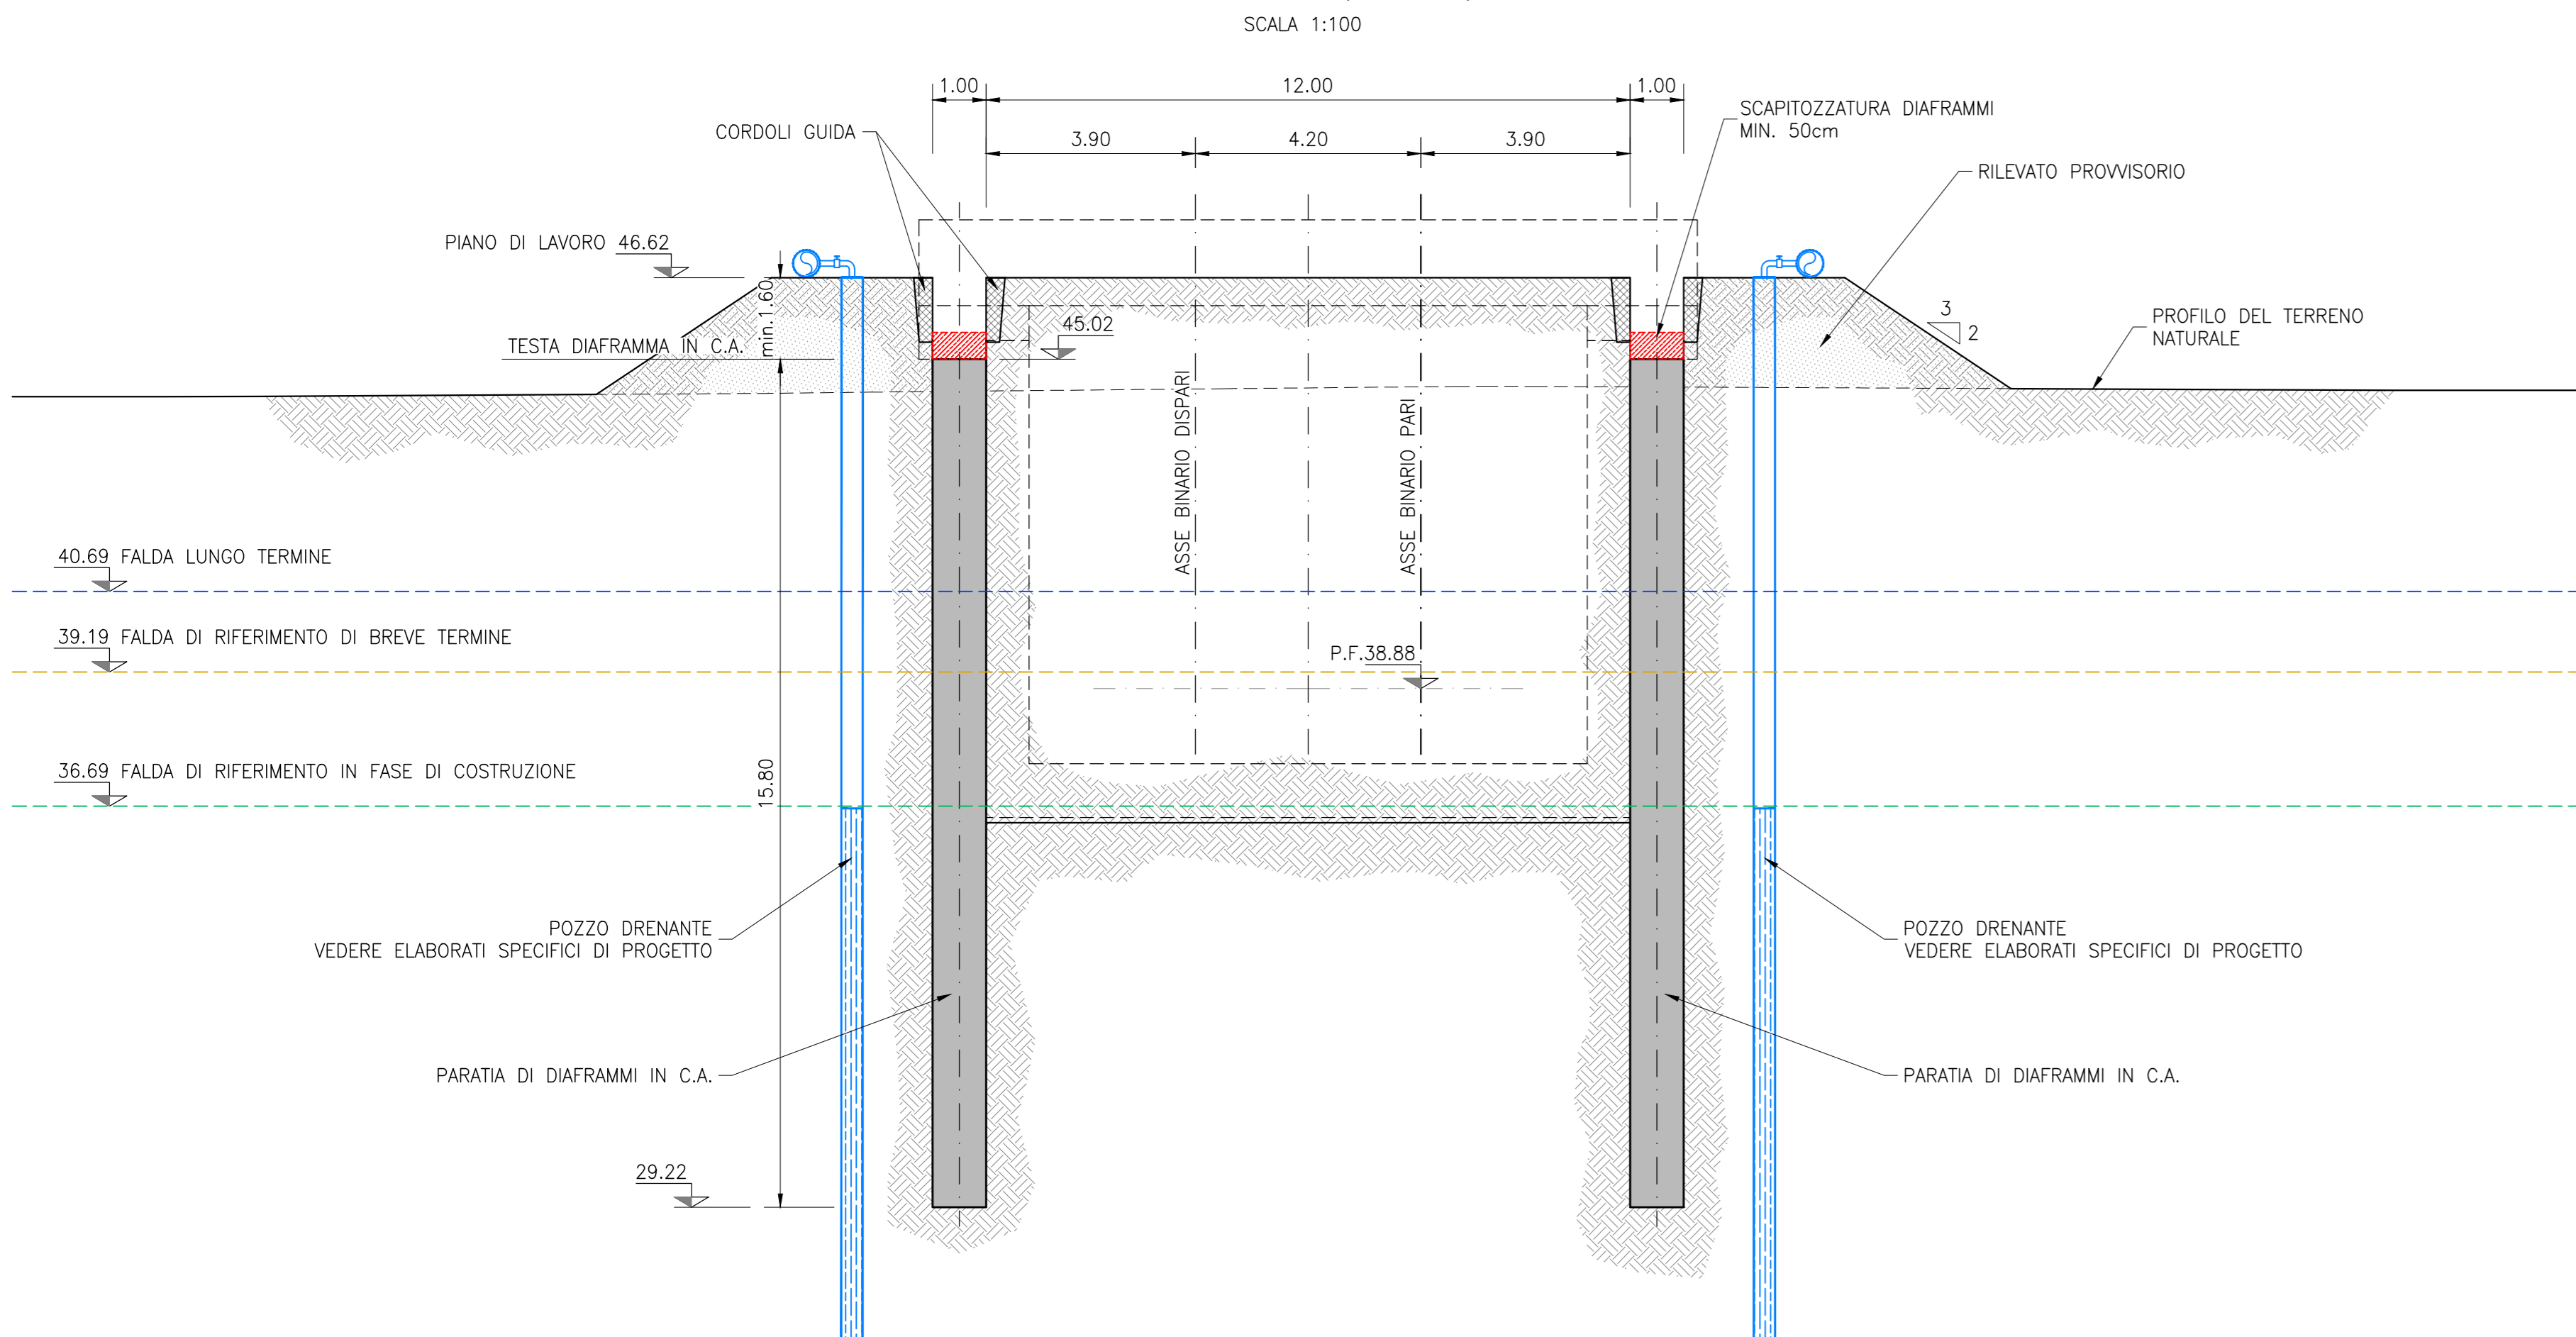 SCALA 1:100
1.00
12.00
1.00
CORDOLI GUIDA
3.90
4.20
3.90
SCAPITOZZATURA DIAFRAMMI
MIN. 50cm
RILEVATO PROVVISORIO
PIANO DI LAVORO 46.62
min.1.60
45.02
TESTA DIAFRAMMA IN C.A.
3
2
PROFILO DEL TERRENO
NATURALE
ASSE BINARIO DISPARI
ASSE BINARIO PARI
40.69 FALDA LUNGO TERMINE
39.19 FALDA DI RIFERIMENTO DI BREVE TERMINE
P.F.38.88
36.69 FALDA DI RIFERIMENTO IN FASE DI COSTRUZIONE
15.80
POZZO DRENANTE
VEDERE ELABORATI SPECIFICI DI PROGETTO
POZZO DRENANTE
VEDERE ELABORATI SPECIFICI DI PROGETTO
PARATIA DI DIAFRAMMI IN C.A.
PARATIA DI DIAFRAMMI IN C.A.
29.22